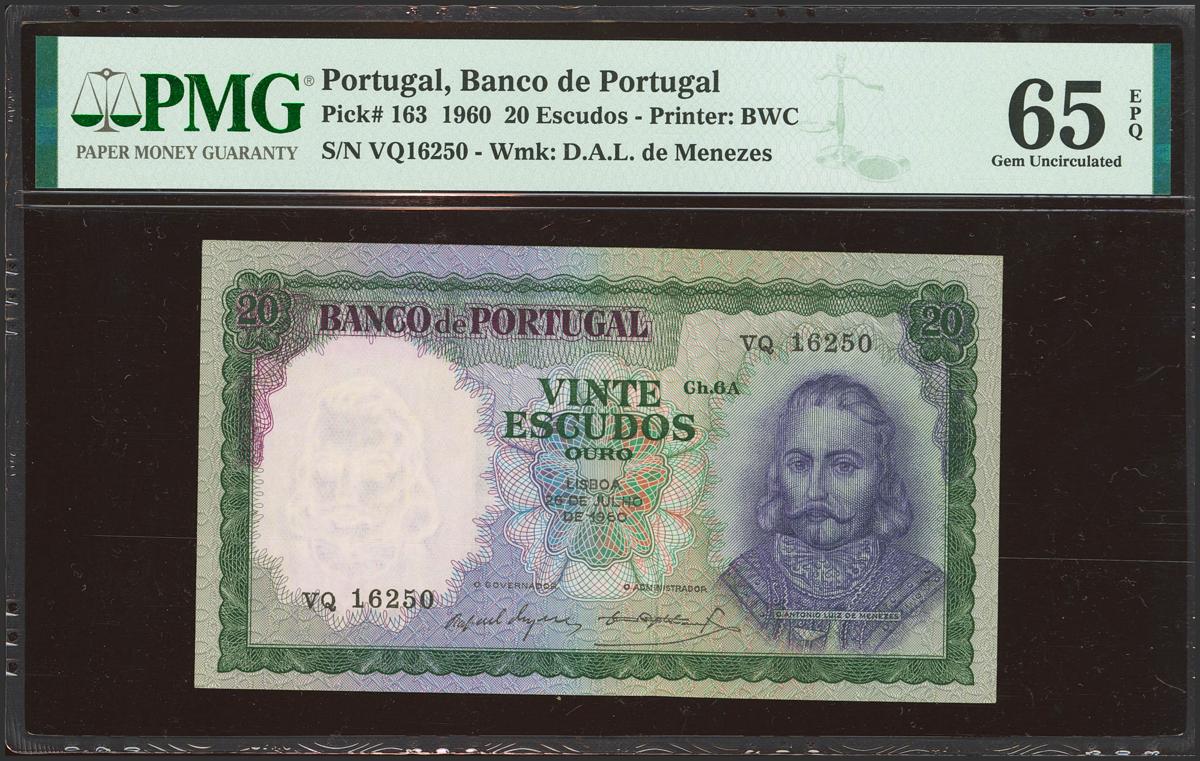 PMG®
PAPER MONEY GUARANTY
Portugal, Banco de Portugal
Pick# 163 1960 20 Escudos - Printer: BWC
S/N VQ16250 - Wmk: D.A.L. de Menezes
65
EPQ
Gem Uncirculated
20
BANCO de PORTUGAL
20
VQ 16250
VINTE Ch.6A
ESCUDOS
OURO
LISBOA
26 DE JULHO
DE 1960
O GOVERNADOR O ADMINISTRADOR
VQ 16250
D. ANTONIO LUIZ DE MENEZES